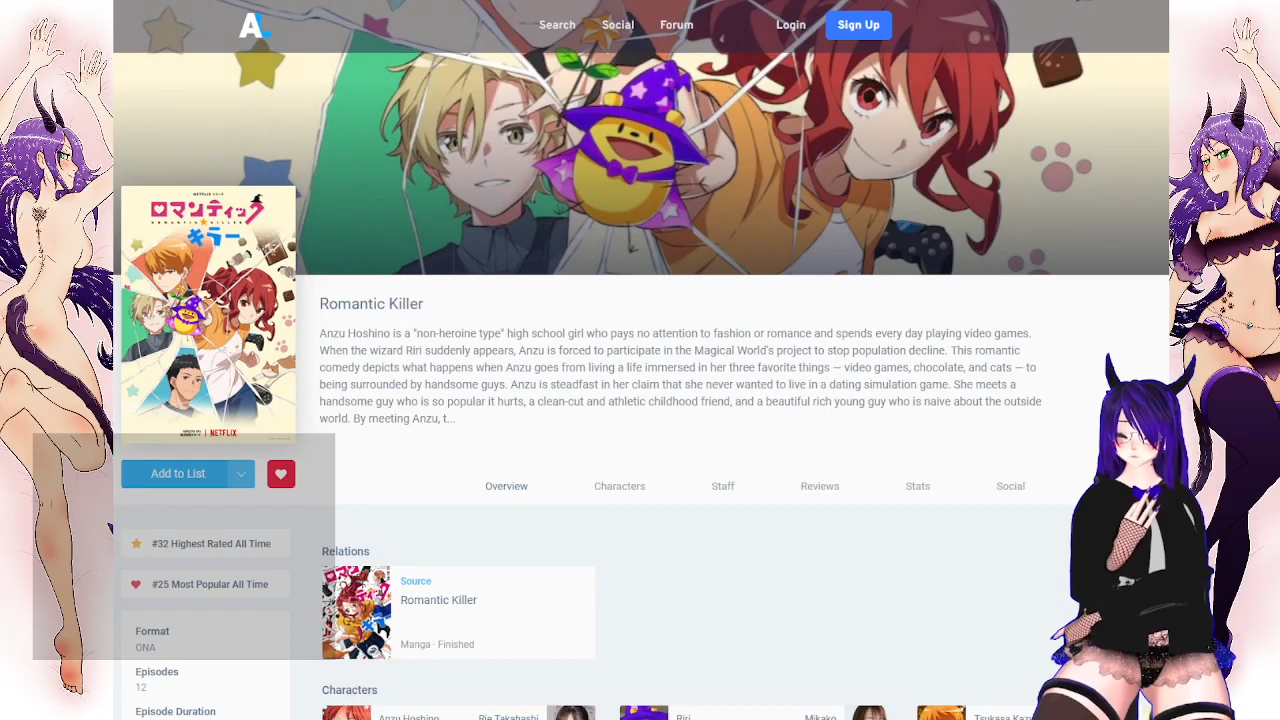 AL
Search Social Forum Login Sign Up
ロマンティック
キラー
NETFLIX
Romantic Killer
Anzu Hoshino is a "non-heroine type" high school girl who pays no attention to fashion or romance and spends every day playing video games.
When the wizard Riri suddenly appears, Anzu is forced to participate in the Magical World's project to stop population decline. This romantic
comedy depicts what happens when Anzu goes from living a life immersed in her three favorite things — video games, chocolate, and cats — to
being surrounded by handsome guys. Anzu is steadfast in her claim that she never wanted to live in a dating simulation game. She meets a
handsome guy who is so popular it hurts, a clean-cut and athletic childhood friend, and a beautiful rich young guy who is naive about the outside
world. By meeting Anzu, t...
Add to List
Overview Characters Staff Reviews Stats Social
#32 Highest Rated All Time
#25 Most Popular All Time
Format
ONA
Episodes
12
Episode Duration
Relations
Source
Romantic Killer
Manga · Finished
Characters
Anzu Hoshino Rie Takahashi
Riri Mikako
Tsukasa Kazu